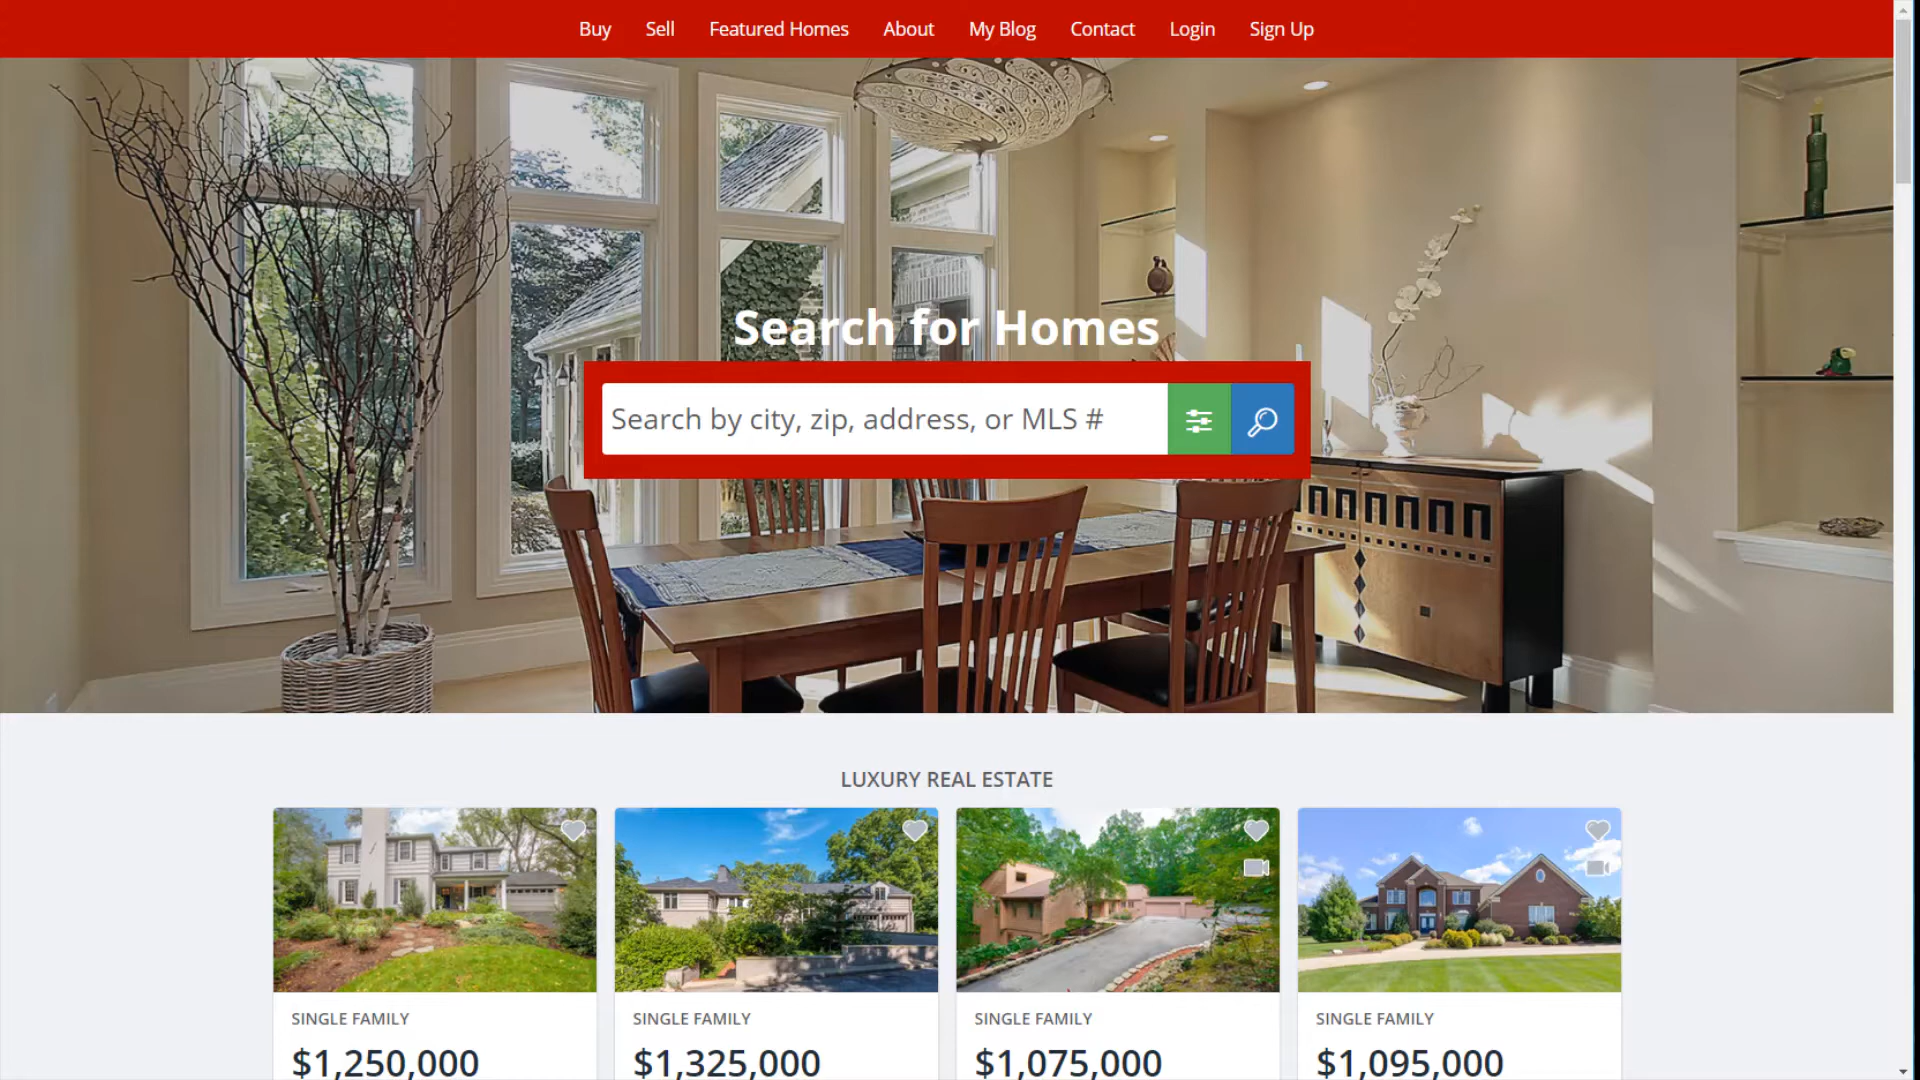 Buy Sell Featured Homes About My Blog Contact Login Sign Up
Search for Homes
Search by city, zip, address, or MLS #
LUXURY REAL ESTATE
SINGLE FAMILY SINGLE FAMILY SINGLE FAMILY SINGLE FAMILY
$1,250,000 $1,325,000 $1,075,000 $1,095,000